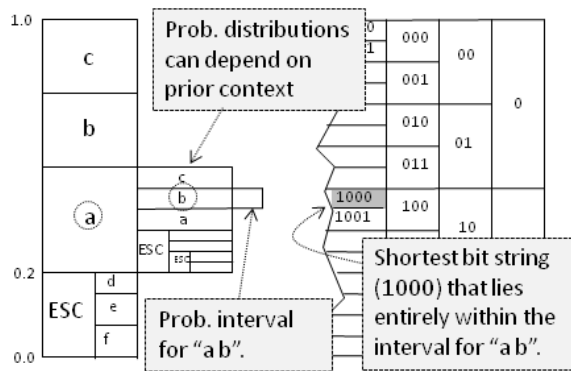 1.0
c
b
a
0.2
ESC
d
e
f
0.0
Prob. distributions
can depend on
prior context
c
b
a
ESC
ESC
Prob. interval
for “a b”.
0
1
000
001
010
011
100
1000
1001
00
01
10
0
Shortest bit string
(1000) that lies
entirely within the
interval for “a b”.